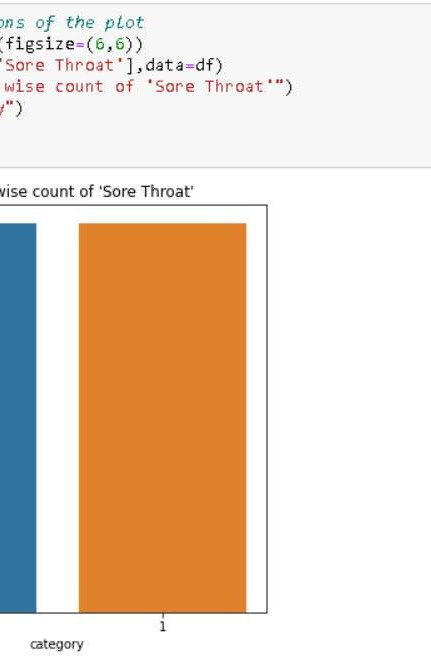 ons of the plot
(figsize=(6,6))
'Sore Throat'],data=df)
wise count of 'Sore Throat'")
y")
wise count of 'Sore Throat'
1
category